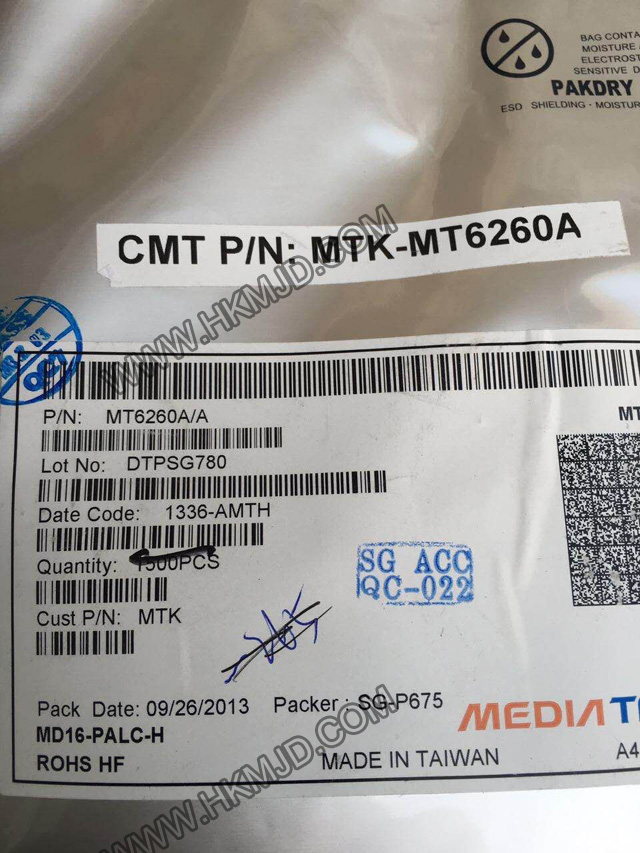 BAG CONTA
MOISTURE
ELECTROST
SENSITIVE D
PAKDRY
ESD SHIELDING · MOISTUR
CMT P/N: MTK-MT6260A
WWW.HKMJD.COM
P/N: MT6260A/A
MT
Lot No: DTPSG780
Date Code: 1336-AMTH
Quantity: 1500PCS
SG ACC
QC-022
Cust P/N: MTK
Pack Date: 09/26/2013 Packer : SG-P675
MD16-PALC-H
MEDIAT
ROHS HF
MADE IN TAIWAN
A4
WWW.HKMJD.COM